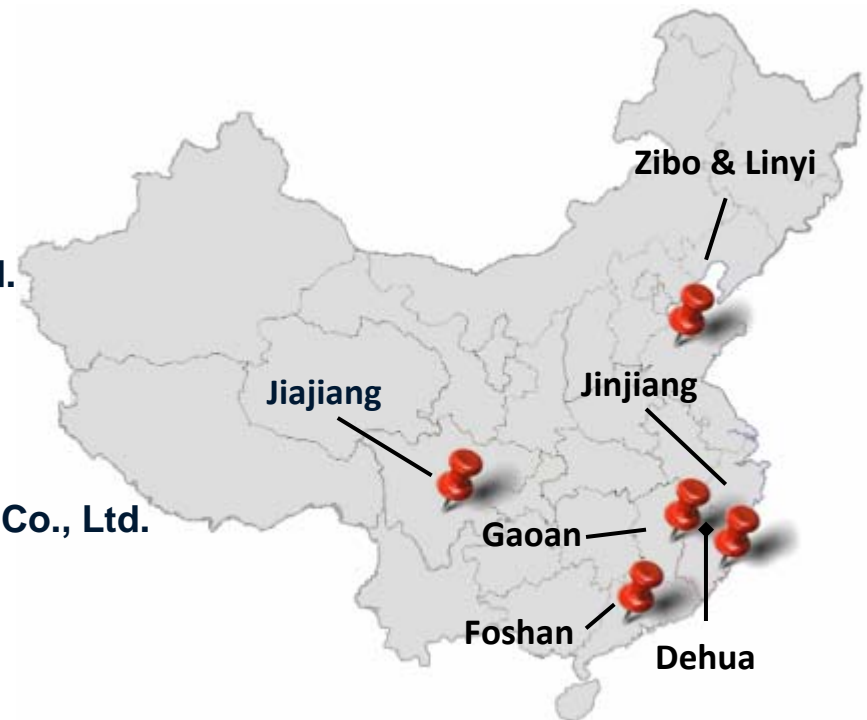 Zibo & Linyi
Jiajiang
Jinjiang
Co., Ltd.
Gaoan
Foshan
Dehua